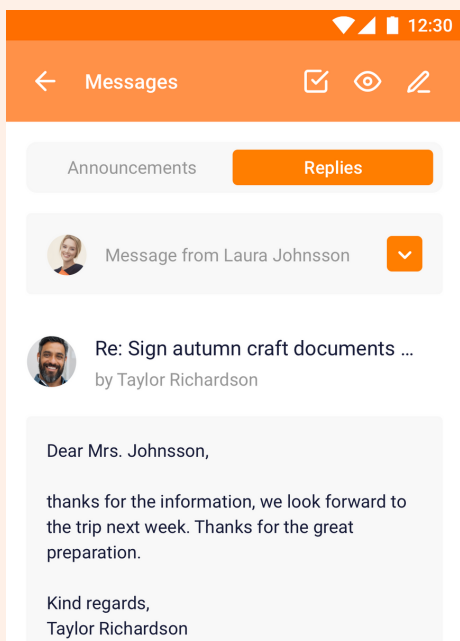 12:30
Messages
Announcements
Replies
Message from Laura Johnsson
Re: Sign autumn craft documents ...
by Taylor Richardson
Dear Mrs. Johnsson,
thanks for the information, we look forward to
the trip next week. Thanks for the great
preparation.
Kind regards,
Taylor Richardson